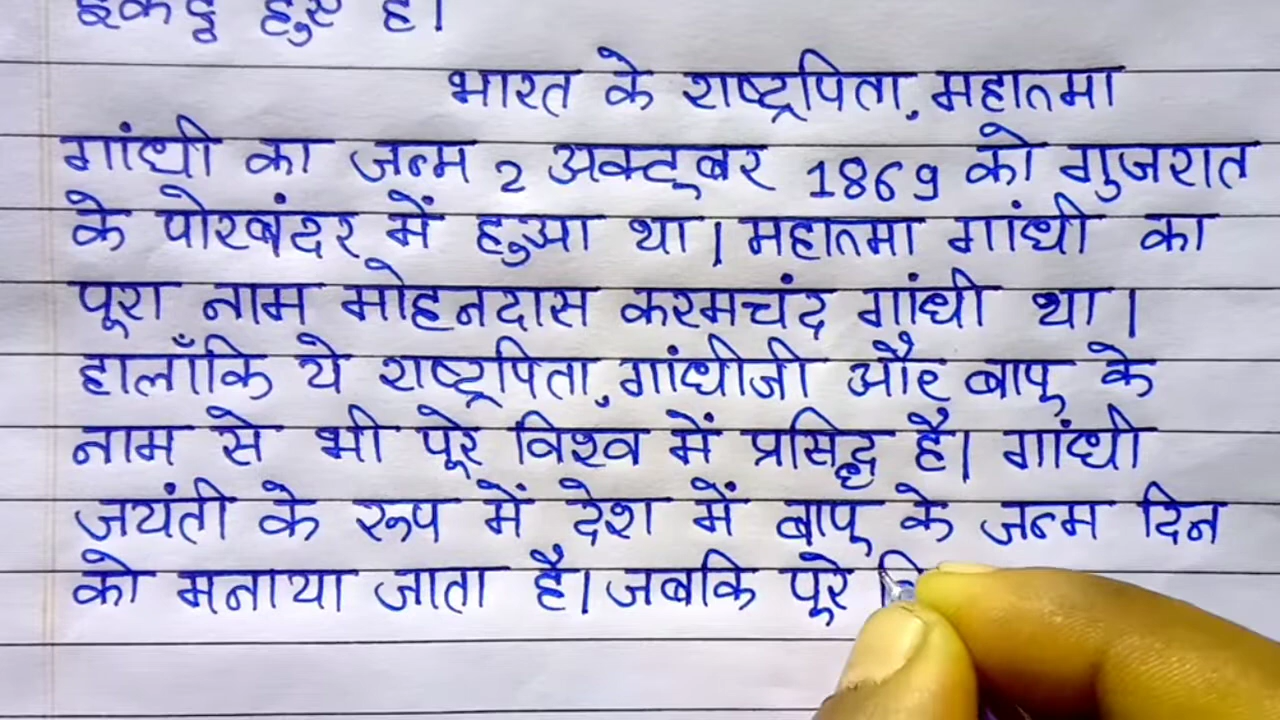 इकट्ठे हुए है।
भारत के राष्ट्रपिता, महात्मा
गांधी का जन्म 2 अक्टूबर 1869 को गुजरात
के पोरबंदर में हुआ था। महात्मा गांधी का
पूरा नाम मोहनदास करमचंद गांधी था।
हालाँकि ये राष्ट्रपिता, गांधीजी और बापू के
नाम से भी पूरे विश्व में प्रसिद्ध है। गांधी
जयंती के रूप में देश में बापू के जन्म दिन
को मनाया जाता है। जबकि पूरे